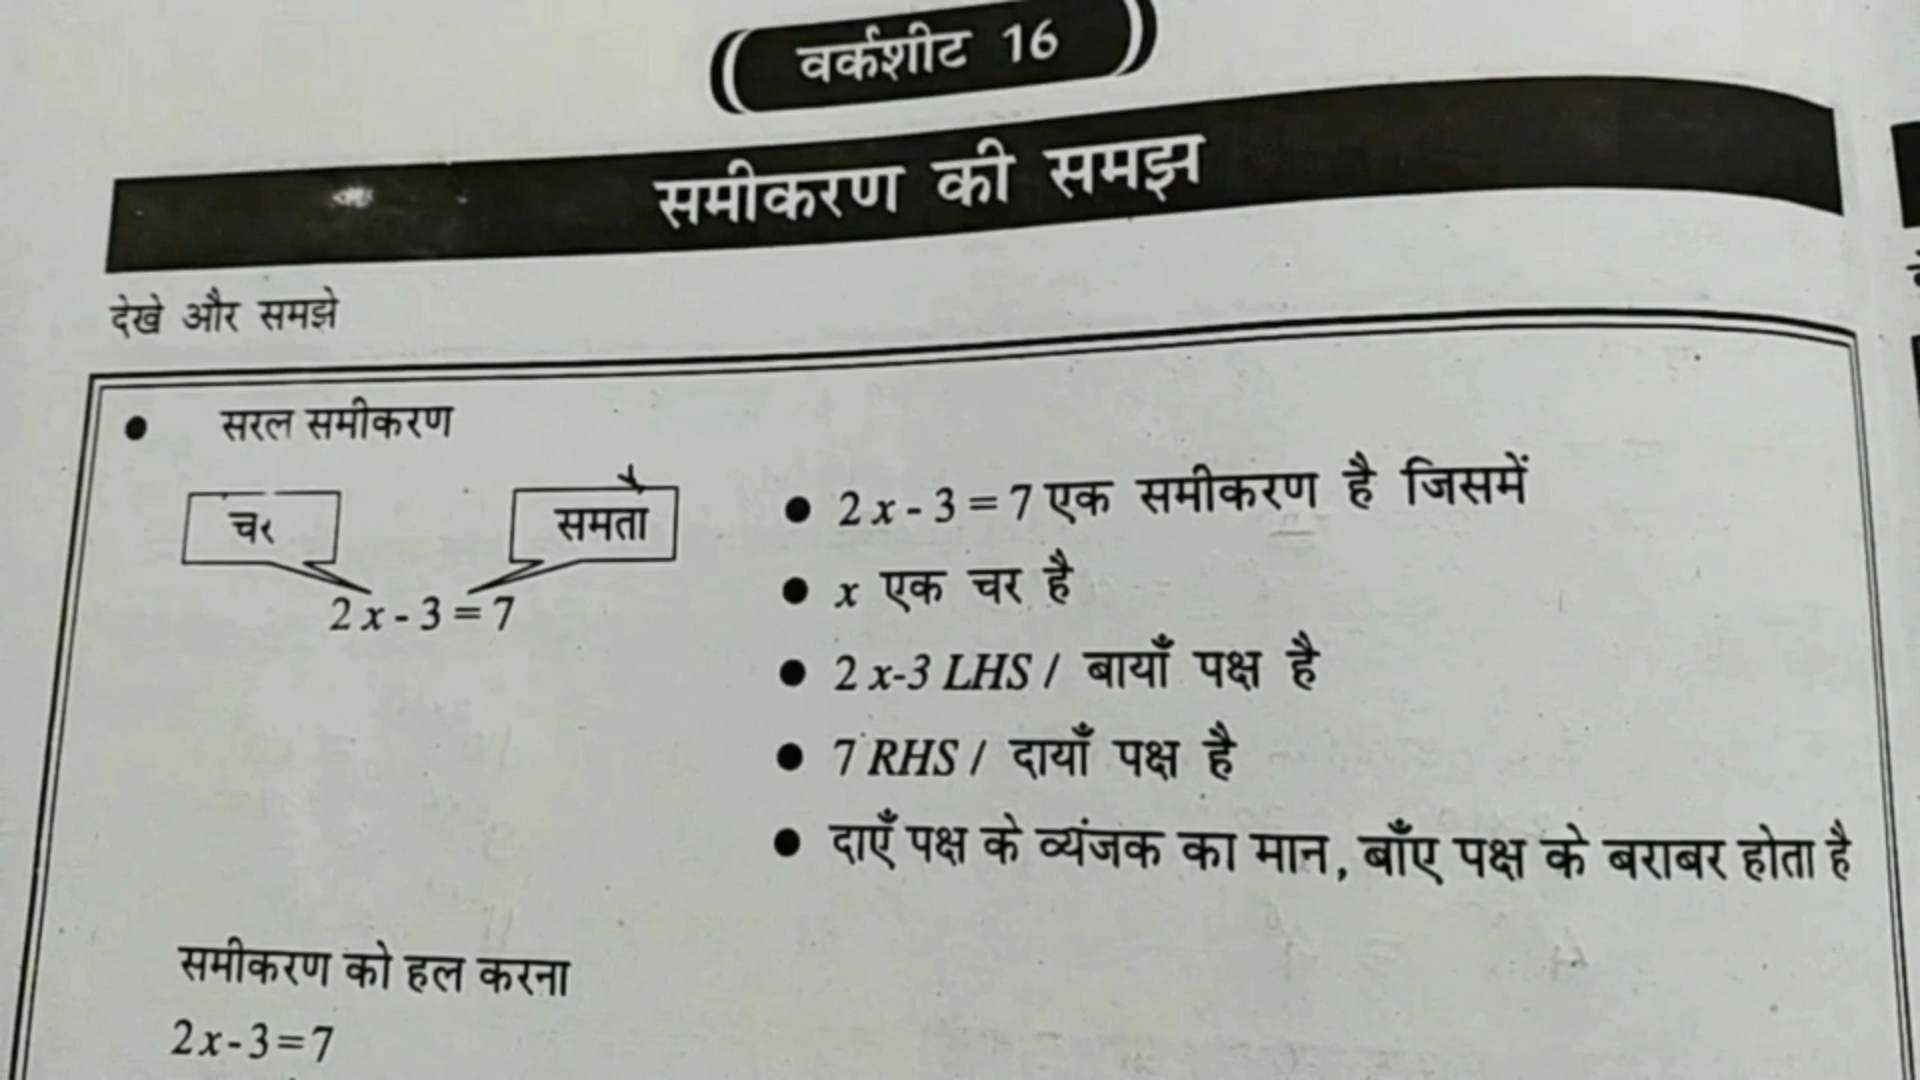 वर्कशीट 16
समीकरण की समझ
देखे और समझे
● सरल समीकरण
चर
समता
2x-3=7
● 2x-3=7 एक समीकरण है जिसमें
● x एक चर है
● 2x-3 LHS / बायाँ पक्ष है
● 7 RHS / दायाँ पक्ष है
● दाएँ पक्ष के व्यंजक का मान, बाँए पक्ष के बराबर होता है
समीकरण को हल करना
2x-3=7